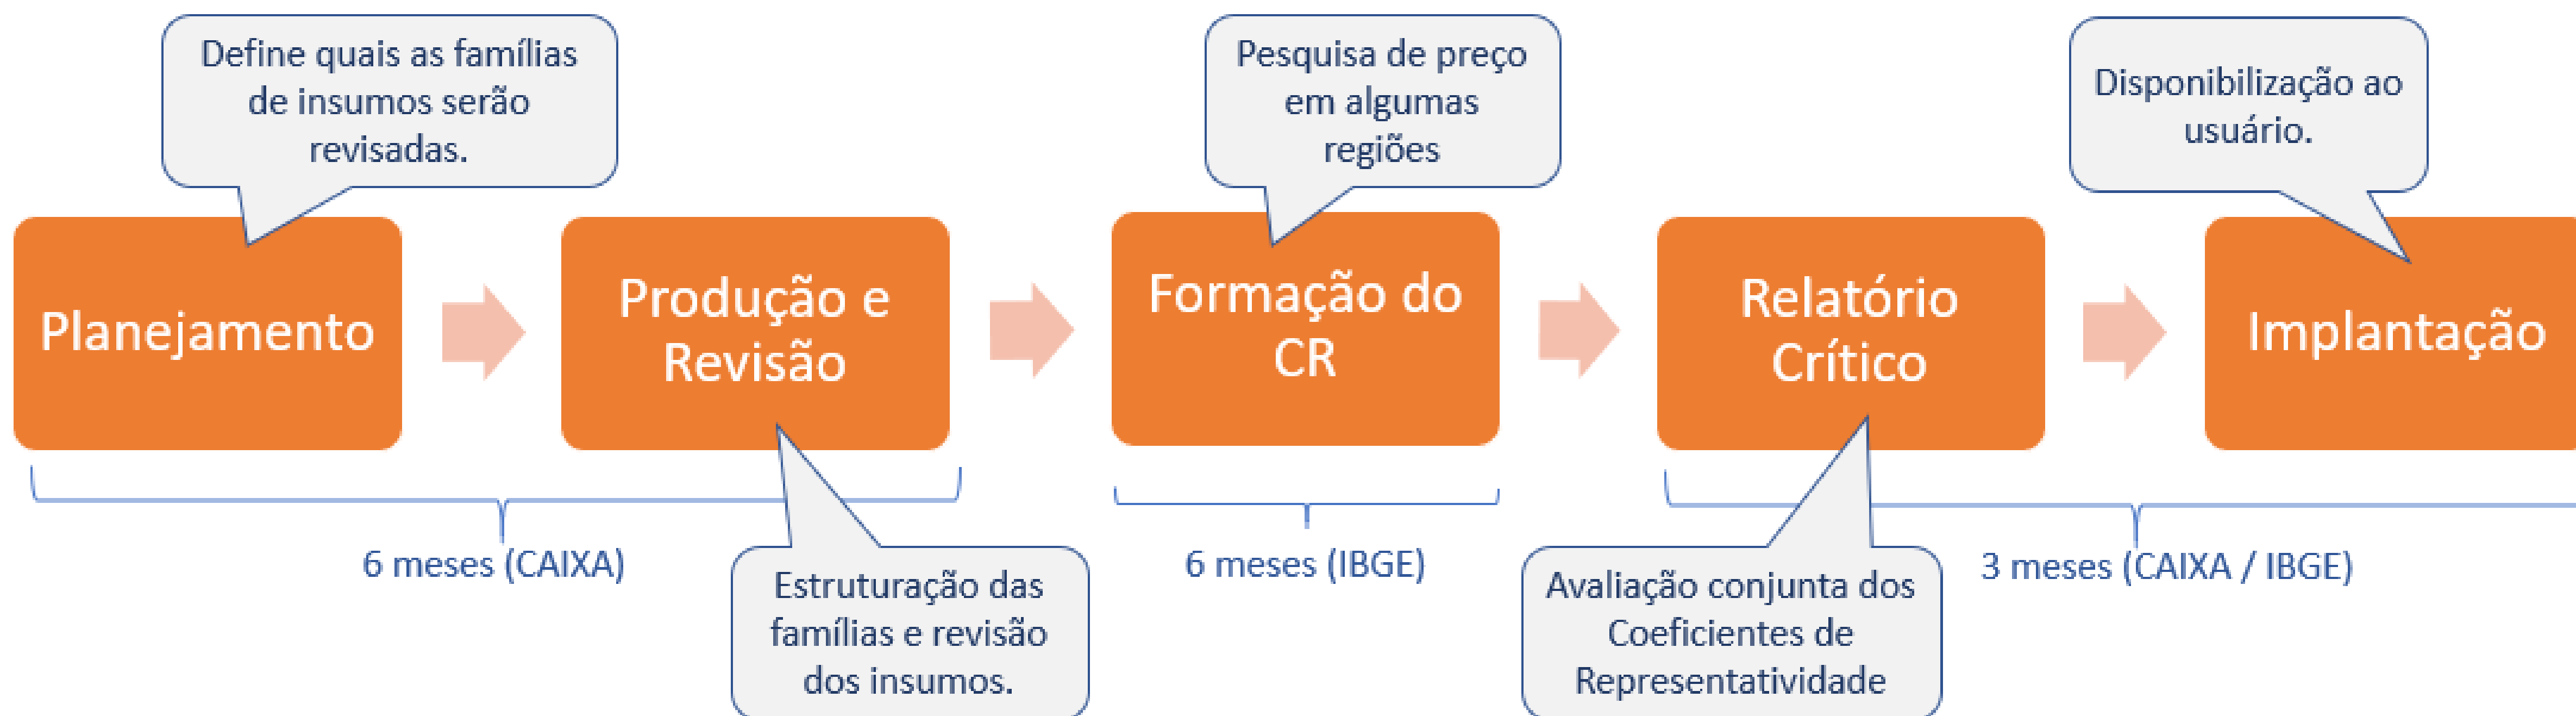 Define quais as famílias
de insumos serão
revisadas.
Pesquisa de preço
em algumas
regiões
Disponibilização ao
usuário.
Planejamento
Produção e
Revisão
Formação do
CR
Relatório
Crítico
Implantação
6 meses (CAIXA)
Estruturação das
famílias e revisão
dos insumos.
6 meses (IBGE)
Avaliação conjunta dos
Coeficientes de
Representatividade
3 meses (CAIXA / IBGE)